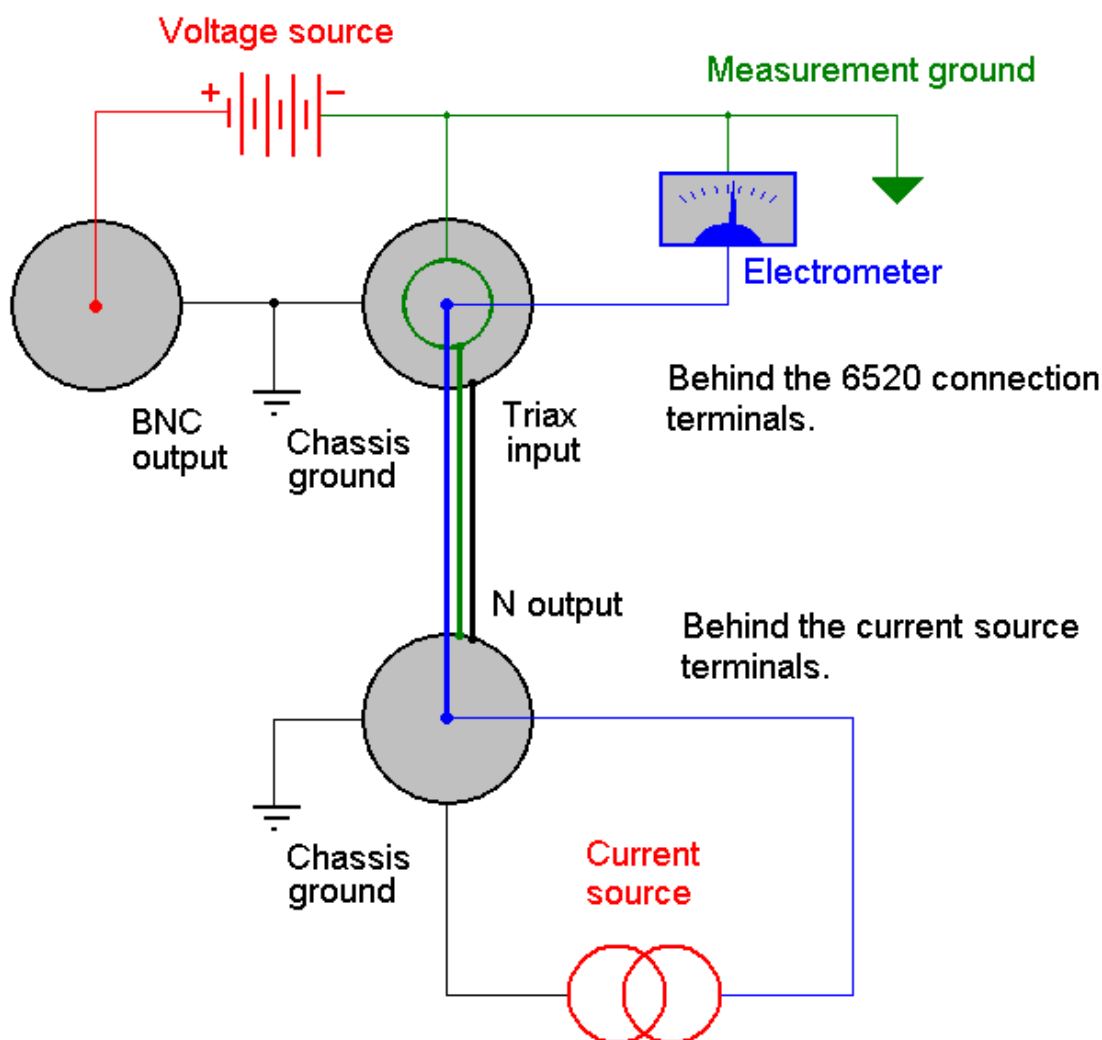 Voltage source
+ −
Measurement ground
Electrometer
Behind the 6520 connection
terminals.
BNC
output
Chassis
ground
Triax
input
N output
Behind the current source
terminals.
Chassis
ground
Current
source